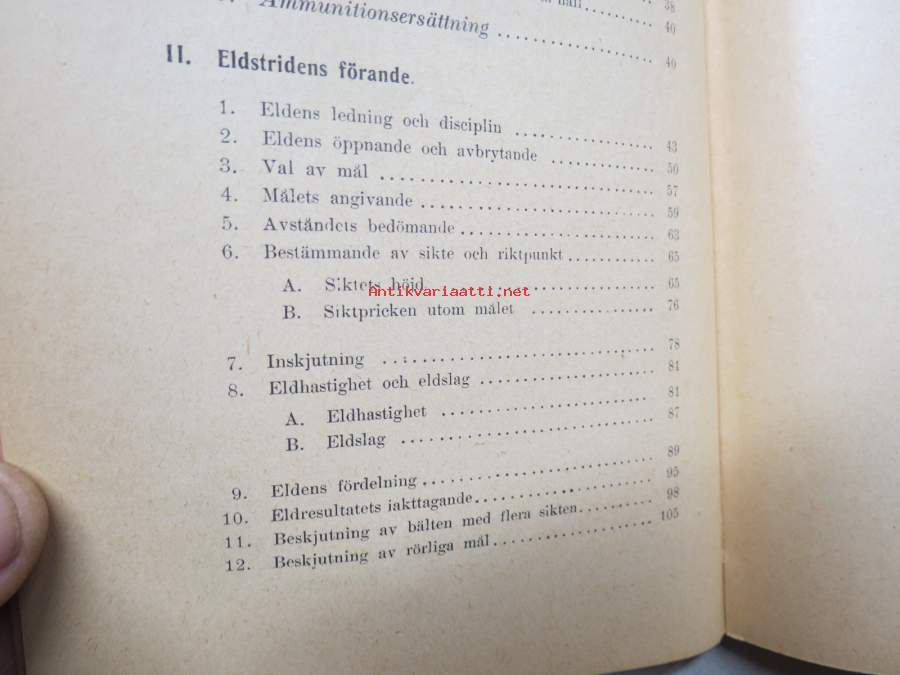 håll ............ 38
40
Ammunitionsersättning ............ 40
II. Eldstridens förande.
1. Eldens ledning och disciplin ............ 43
2. Eldens öppnande och avbrytande ............ 50
3. Val av mål ............ 57
4. Målets angivande ............ 59
5. Avståndets bedömande ............ 63
6. Bestämmande av sikte och riktpunkt ............ 65
A. Siktets höjd ............ 65
Antikvariaatti.net
B. Siktpricken utom målet ............ 76
7. Inskjutning ............ 78
8. Eldhastighet och eldslag ............ 81
A. Eldhastighet ............ 81
B. Eldslag ............ 87
9. Eldens fördelning ............ 89
10. Eldresultatets iakttagande ............ 95
11. Beskjutning av bälten med flera sikten ............ 98
12. Beskjutning av rörliga mål ............ 105